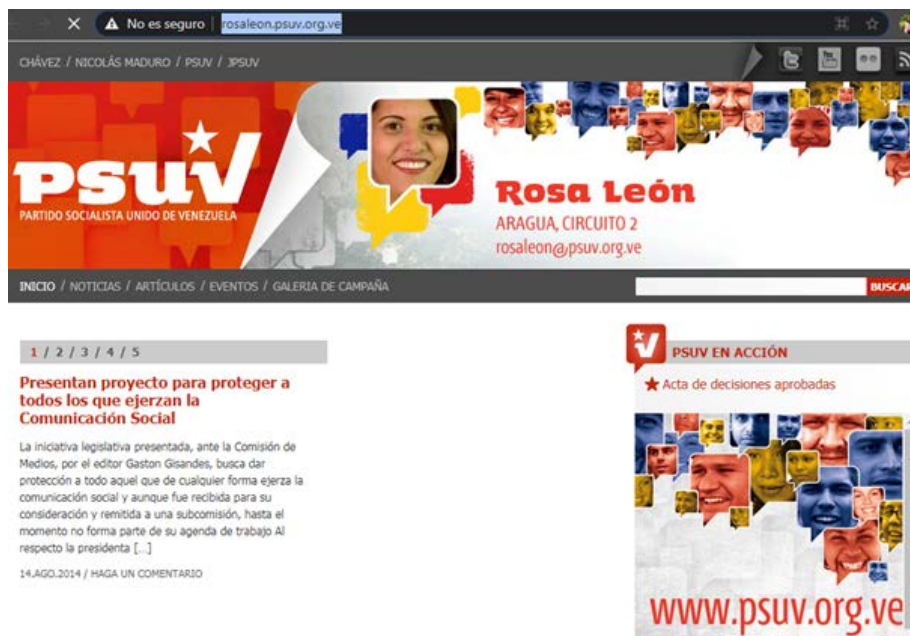 No es seguro | rosaleon.psuv.org.ve
CHÁVEZ / NICOLÁS MADURO / PSUV / JPSUV
PSUV
PARTIDO SOCIALISTA UNIDO DE VENEZUELA
Rosa León
ARAGUA, CIRCUITO 2
rosaleon@psuv.org.ve
INICIO / NOTICIAS / ARTÍCULOS / EVENTOS / GALERIA DE CAMPAÑA
BUSCAR
1 / 2 / 3 / 4 / 5
Presentan proyecto para proteger a
todos los que ejerzan la
Comunicación Social
La iniciativa legislativa presentada, ante la Comisión de
Medios, por el editor Gaston Gisandes, busca dar
protección a todo aquel que de cualquier forma ejerza la
comunicación social y aunque fue recibida para su
consideración y remitida a una subcomisión, hasta el
momento no forma parte de su agenda de trabajo Al
respecto la presidenta [...]
14.AGO.2014 / HAGA UN COMENTARIO
PSUV EN ACCIÓN
Acta de decisiones aprobadas
www.psuv.org.ve